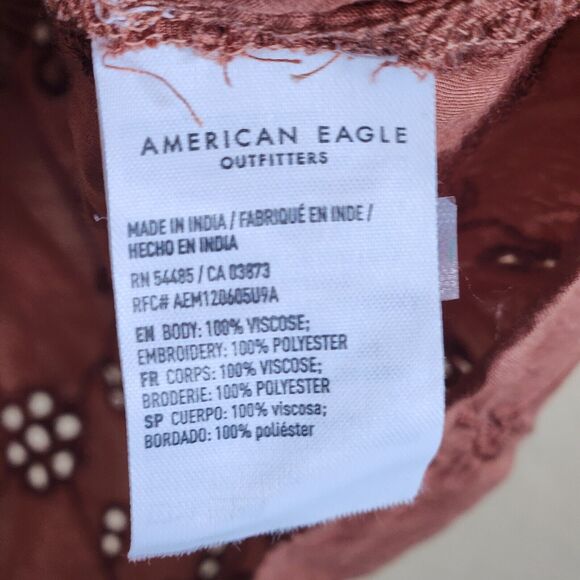 AMERICAN EAGLE
OUTFITTERS
MADE IN INDIA / FABRIQUÉ EN INDE /
HECHO EN INDIA
RN 54485 / CA 03873
RFC# AEM120605U9A
EN BODY: 100% VISCOSE;
EMBROIDERY: 100% POLYESTER
FR CORPS: 100% VISCOSE;
BRODERIE: 100% POLYESTER
SP CUERPO: 100% viscosa;
BORDADO: 100% poliéster